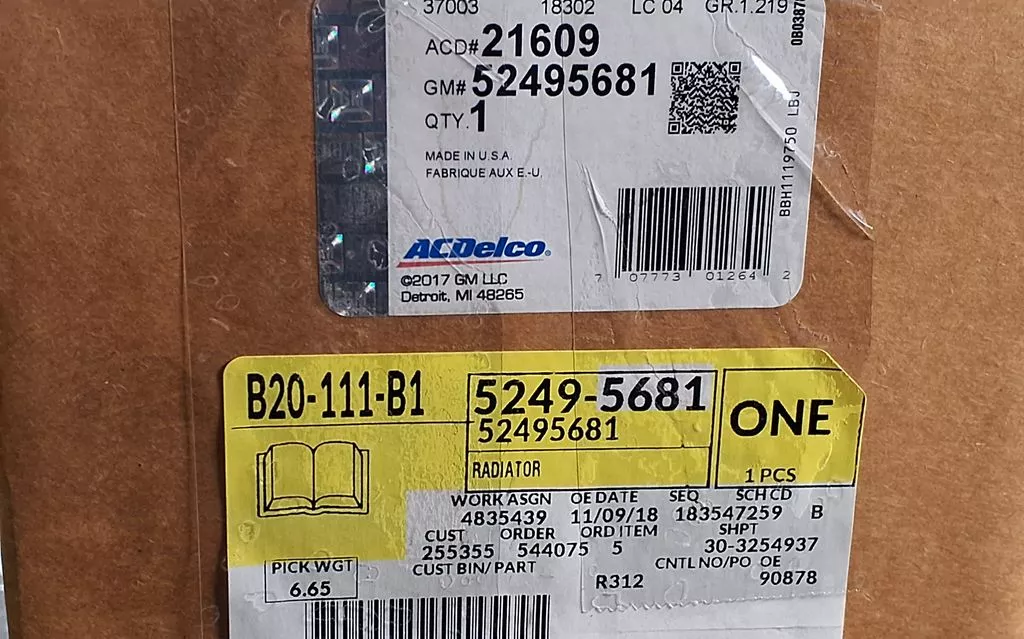 37003 18302 LC 04 GR.1.219
ACD# 21609
GM# 52495681
QTY. 1
MADE IN U.S.A.
FABRIQUE AUX E.-U.
ACDelco®
©2017 GM LLC
Detroit, MI 48265
7 07773 01264 2
BBH1119750 LBJ
B20-111-B1
5249-5681
52495681
RADIATOR
ONE
1 PCS
WORK ASGN OE DATE SEQ SCH CD
4835439 11/09/18 183547259 B
CUST ORDER ORD ITEM SHPT
255355 544075 5 30-3254937
CUST BIN/PART CNTL NO/PO OE
R312 90878
PICK WGT
6.65